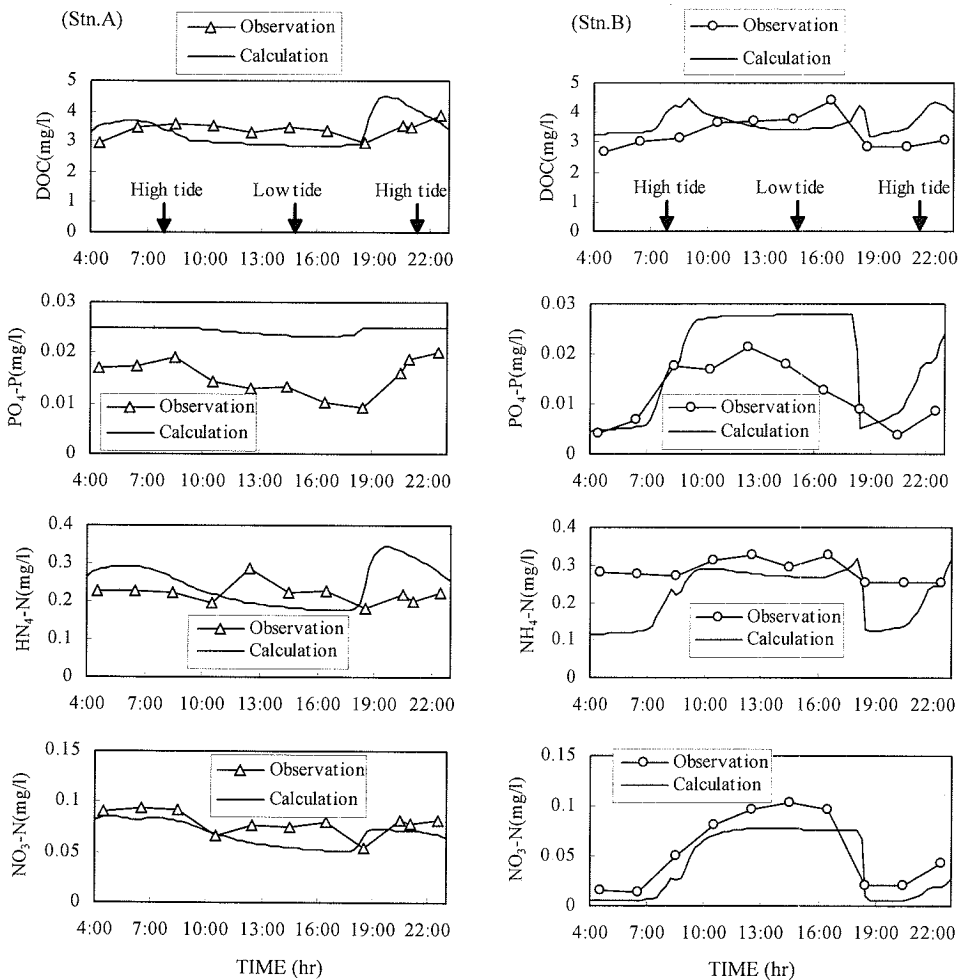 (Stn.A)
Observation
Calculation
DOC(mg/l)
5
4
3
2
1
0
High tide
Low tide
High tide
4:00 7:00 10:00 13:00 16:00 19:00 22:00
PO4-P(mg/l)
0.03
0.02
0.01
0
Observation
Calculation
4:00 7:00 10:00 13:00 16:00 19:00 22:00
HN4-N(mg/l)
0.4
0.3
0.2
0.1
0
Observation
Calculation
4:00 7:00 10:00 13:00 16:00 19:00 22:00
NO3-N(mg/l)
0.15
0.1
0.05
0
Observation
Calculation
4:00 7:00 10:00 13:00 16:00 19:00 22:00
TIME (hr)
(Stn.B)
Observation
Calculation
DOC(mg/l)
5
4
3
2
1
0
High tide
Low tide
High tide
4:00 7:00 10:00 13:00 16:00 19:00 22:00
PO4-P(mg/l)
0.03
0.02
0.01
0
Observation
Calculation
4:00 7:00 10:00 13:00 16:00 19:00 22:00
NH4-N(mg/l)
0.4
0.3
0.2
0.1
0
Observation
Calculation
4:00 7:00 10:00 13:00 16:00 19:00 22:00
NO3-N(mg/l)
0.15
0.1
0 05
0
Observation
Calculation
4:00 7:00 10:00 13:00 16:00 19:00 22:00
TIME (hr)